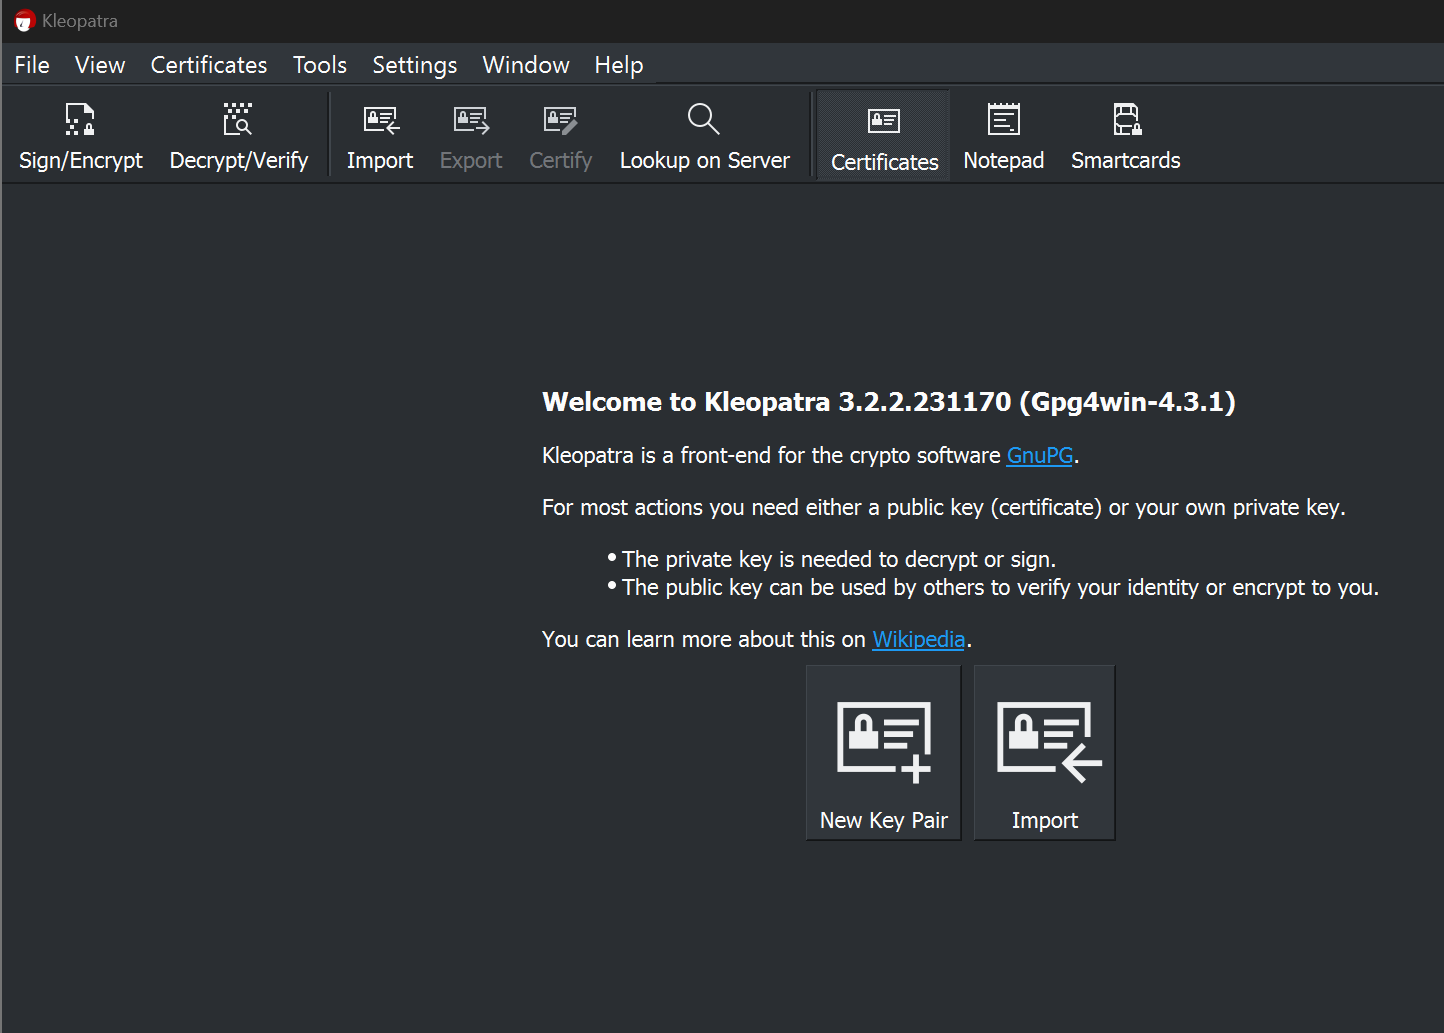 Kleopatra
File View Certificates Tools Settings Window Help
Sign/Encrypt Decrypt/Verify Import Export Certify Lookup on Server Certificates Notepad Smartcards
Welcome to Kleopatra 3.2.2.231170 (Gpg4win-4.3.1)
Kleopatra is a front-end for the crypto software GnuPG.
For most actions you need either a public key (certificate) or your own private key.
• The private key is needed to decrypt or sign.
• The public key can be used by others to verify your identity or encrypt to you.
You can learn more about this on Wikipedia.
New Key Pair Import